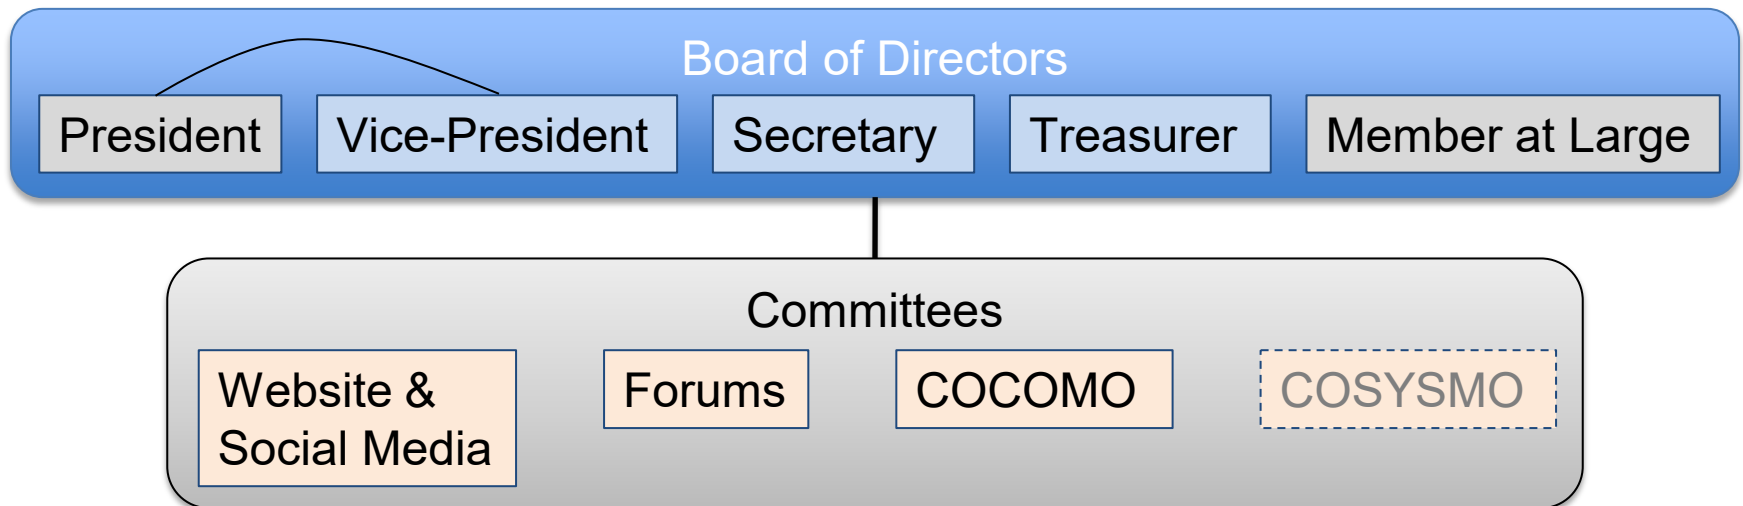 Board of Directors
President
Vice-President
Secretary
Treasurer
Member at Large
Committees
Website &
Social Media
Forums
COCOMO
COSYSMO